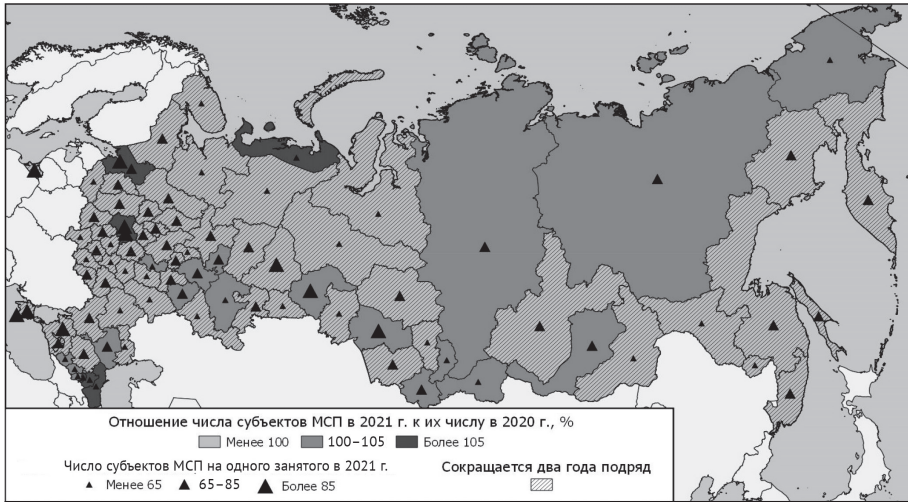 Отношение числа субъектов МСП в 2021 г. к их числу в 2020 г., %
Менее 100 100–105 Более 105
Число субъектов МСП на одного занятого в 2021 г.
Менее 65 65–85 Более 85
Сокращается два года подряд